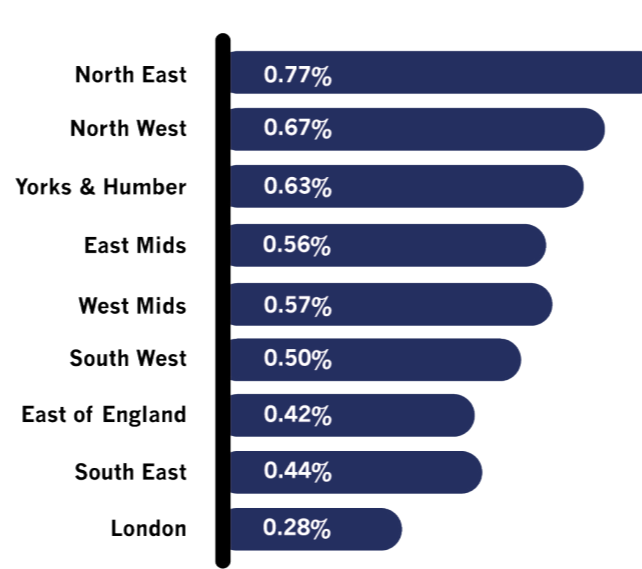 North East 0.77%
North West 0.67%
Yorks & Humber 0.63%
East Mids 0.56%
West Mids 0.57%
South West 0.50%
East of England 0.42%
South East 0.44%
London 0.28%